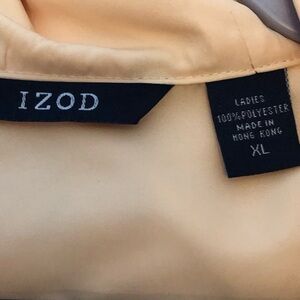 IZOD
LADIES
100%POLYESTER
MADE IN
HONG KONG
XL